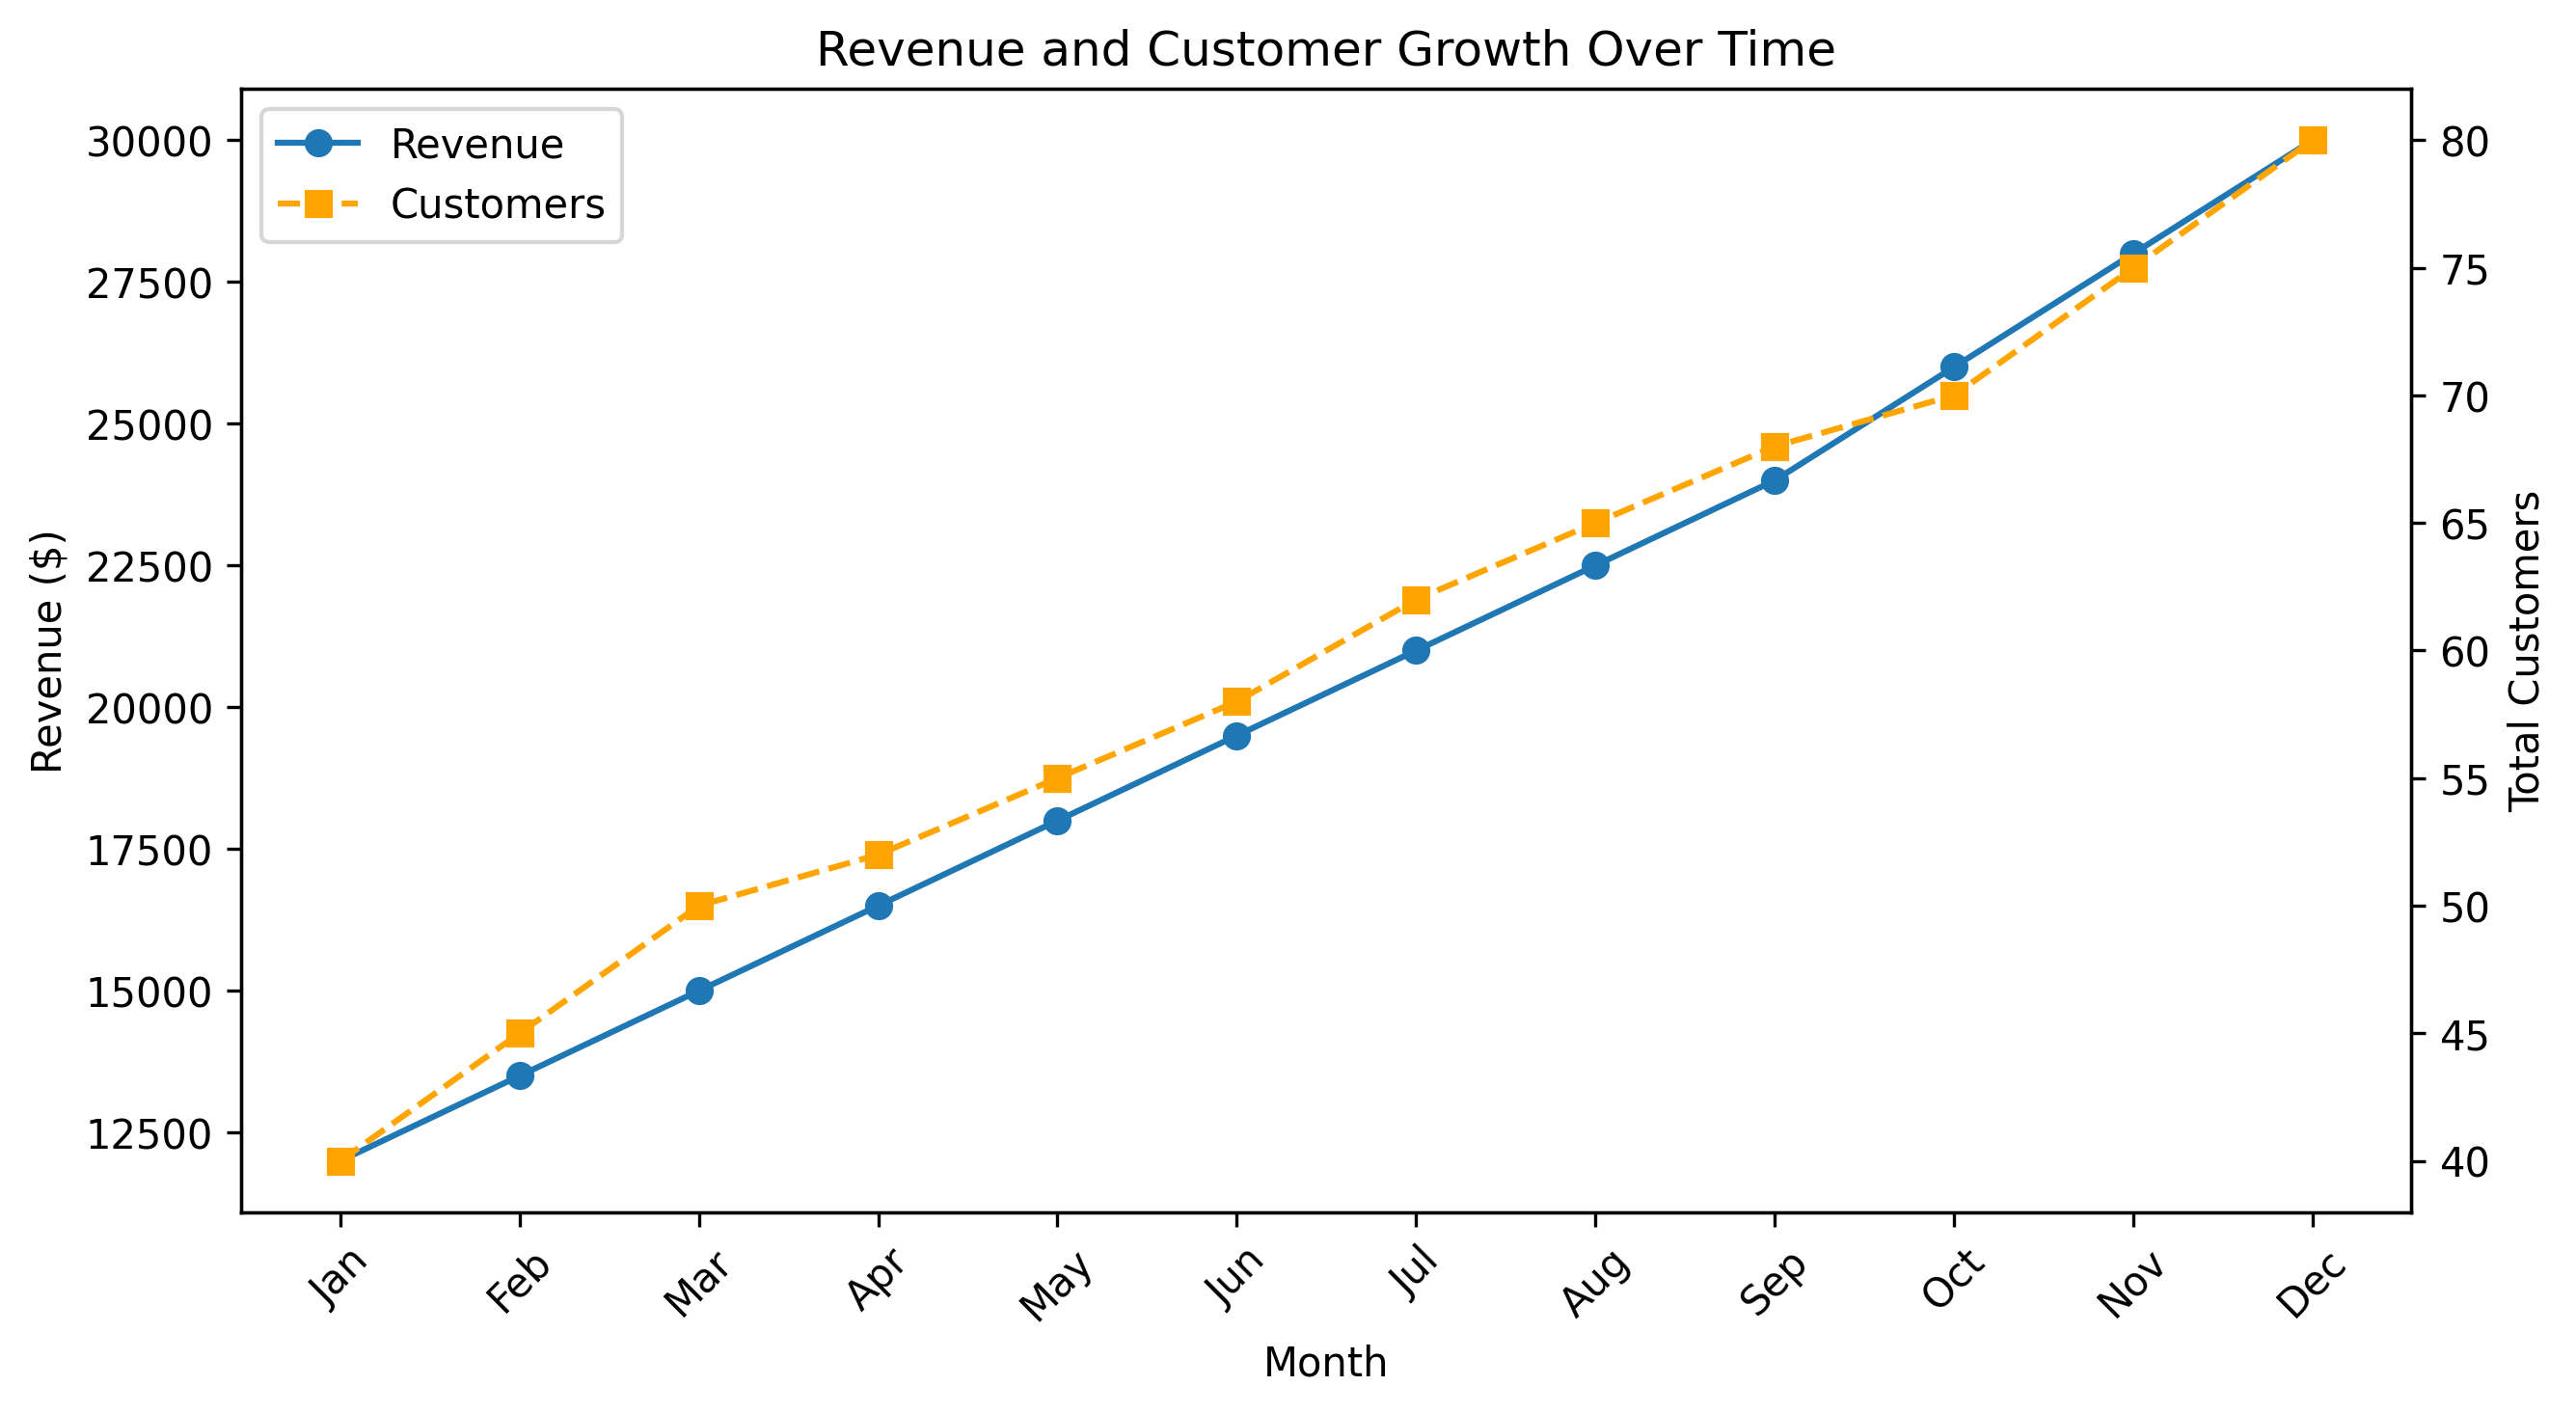 Revenue and Customer Growth Over Time
Revenue
Customers
Revenue ($)
30000
27500
25000
22500
20000
17500
15000
12500
80
75
70
65
60
55
50
45
40
Total Customers
Jan Feb Mar Apr May Jun Jul Aug Sep Oct Nov Dec
Month